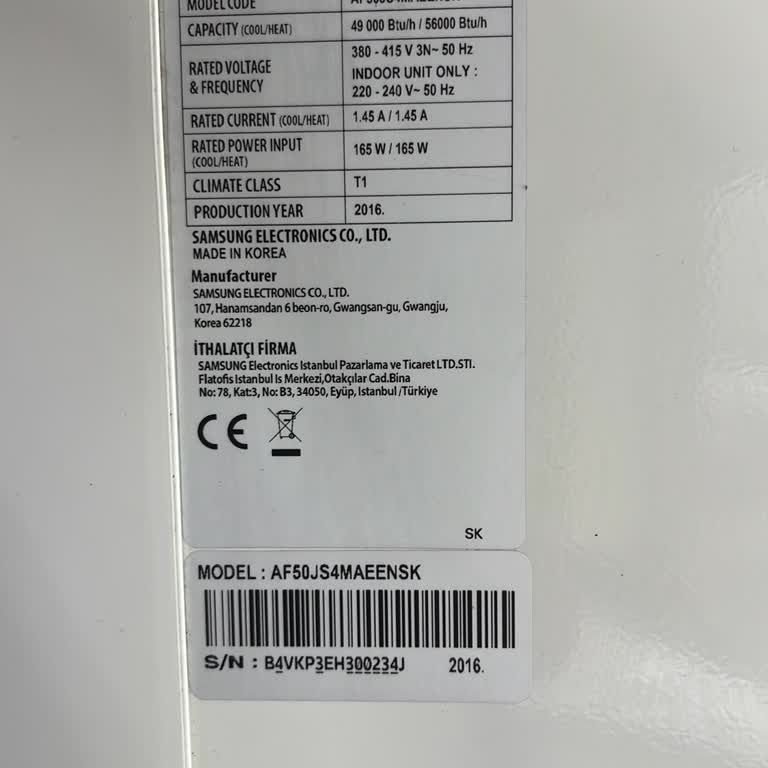 MODEL CODE
CAPACITY (COOL/HEAT) 49 000 Btu/h / 56000 Btu/h
RATED VOLTAGE & FREQUENCY 380 - 415 V 3N~ 50 Hz
INDOOR UNIT ONLY :
220 - 240 V~ 50 Hz
RATED CURRENT (COOL/HEAT) 1.45 A / 1.45 A
RATED POWER INPUT (COOL/HEAT) 165 W / 165 W
CLIMATE CLASS T1
PRODUCTION YEAR 2016.
SAMSUNG ELECTRONICS CO., LTD.
MADE IN KOREA
Manufacturer
SAMSUNG ELECTRONICS CO., LTD.
107, Hanamsandan 6 beon-ro, Gwangsan-gu, Gwangju,
Korea 62218
İTHALATÇI FİRMA
SAMSUNG Electronics Istanbul Pazarlama ve Ticaret LTD.STI.
Flatofis Istanbul Is Merkezi,Otakçılar Cad.Bina
No: 78, Kat:3, No: B3, 34050, Eyüp, Istanbul /Türkiye
CE
SK
MODEL : AF50JS4MAEENSK
S/N : B4VKP3EH300234J 2016.